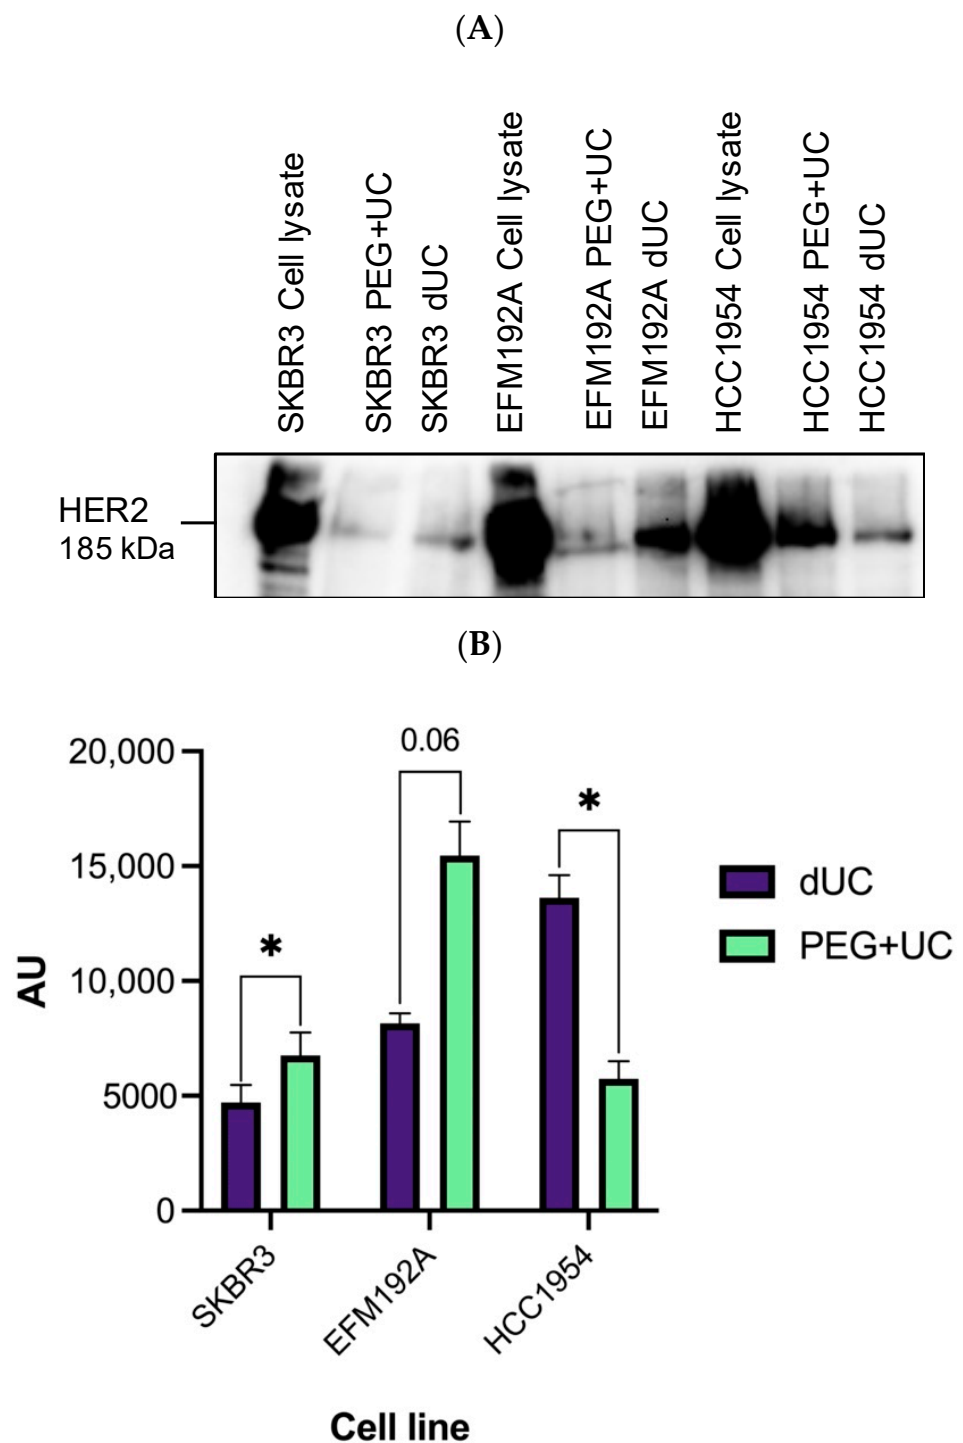 (A)
SKBR3 Cell lysate
SKBR3 PEG+UC
SKBR3 dUC
EFM192A Cell lysate
EFM192A PEG+UC
EFM192A dUC
HCC1954 Cell lysate
HCC1954 PEG+UC
HCC1954 dUC
HER2
185 kDa
(B)
0.06
20,000
*
15,000
dUC
PEG+UC
*
10,000
AU
5000
0
SKBR3
EFM192A
HCC1954
Cell line